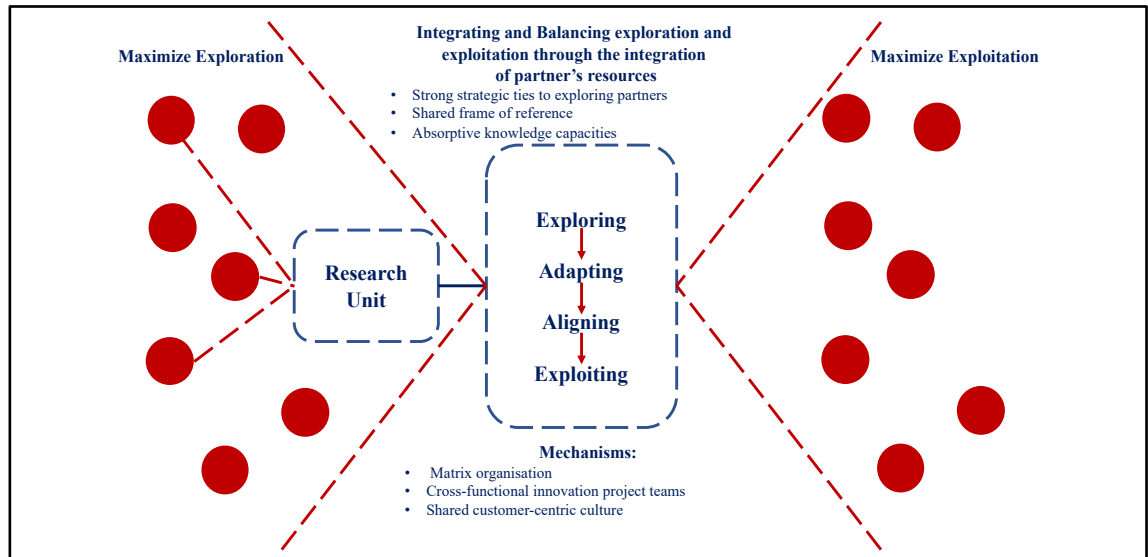 Maximize Exploration
Integrating and Balancing exploration and
exploitation through the integration
of partner's resources
• Strong strategic ties to exploring partners
• Shared frame of reference
• Absorptive knowledge capacities
Maximize Exploitation
Research
Unit
Exploring
Adapting
Aligning
Exploiting
Mechanisms:
• Matrix organisation
• Cross-functional innovation project teams
• Shared customer-centric culture